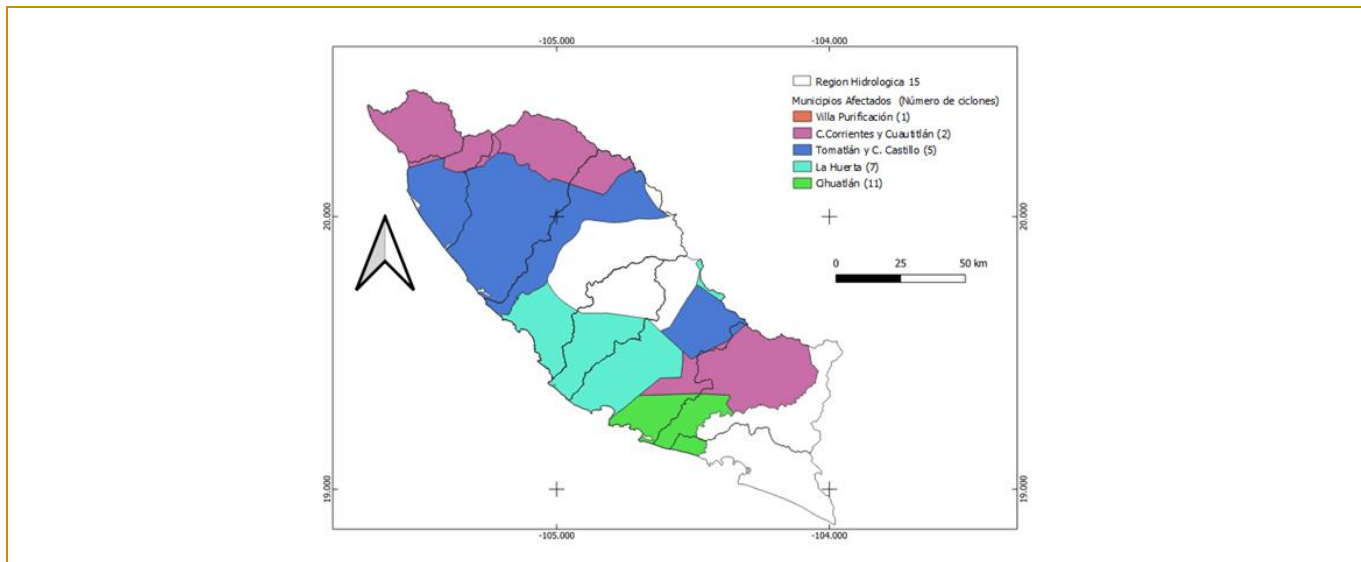 -105.000
-104.000
Region Hidrologica 15
Municipios Afectados (Número de ciclones)
Villa Purificación (1)
C.Corrientes y Cuautitlán (2)
Tomatlán y C. Castillo (5)
La Huerta (7)
Cihuatlán (11)
20.000
20.000
0 25 50 km
19.000
19.000
-105.000
-104.000